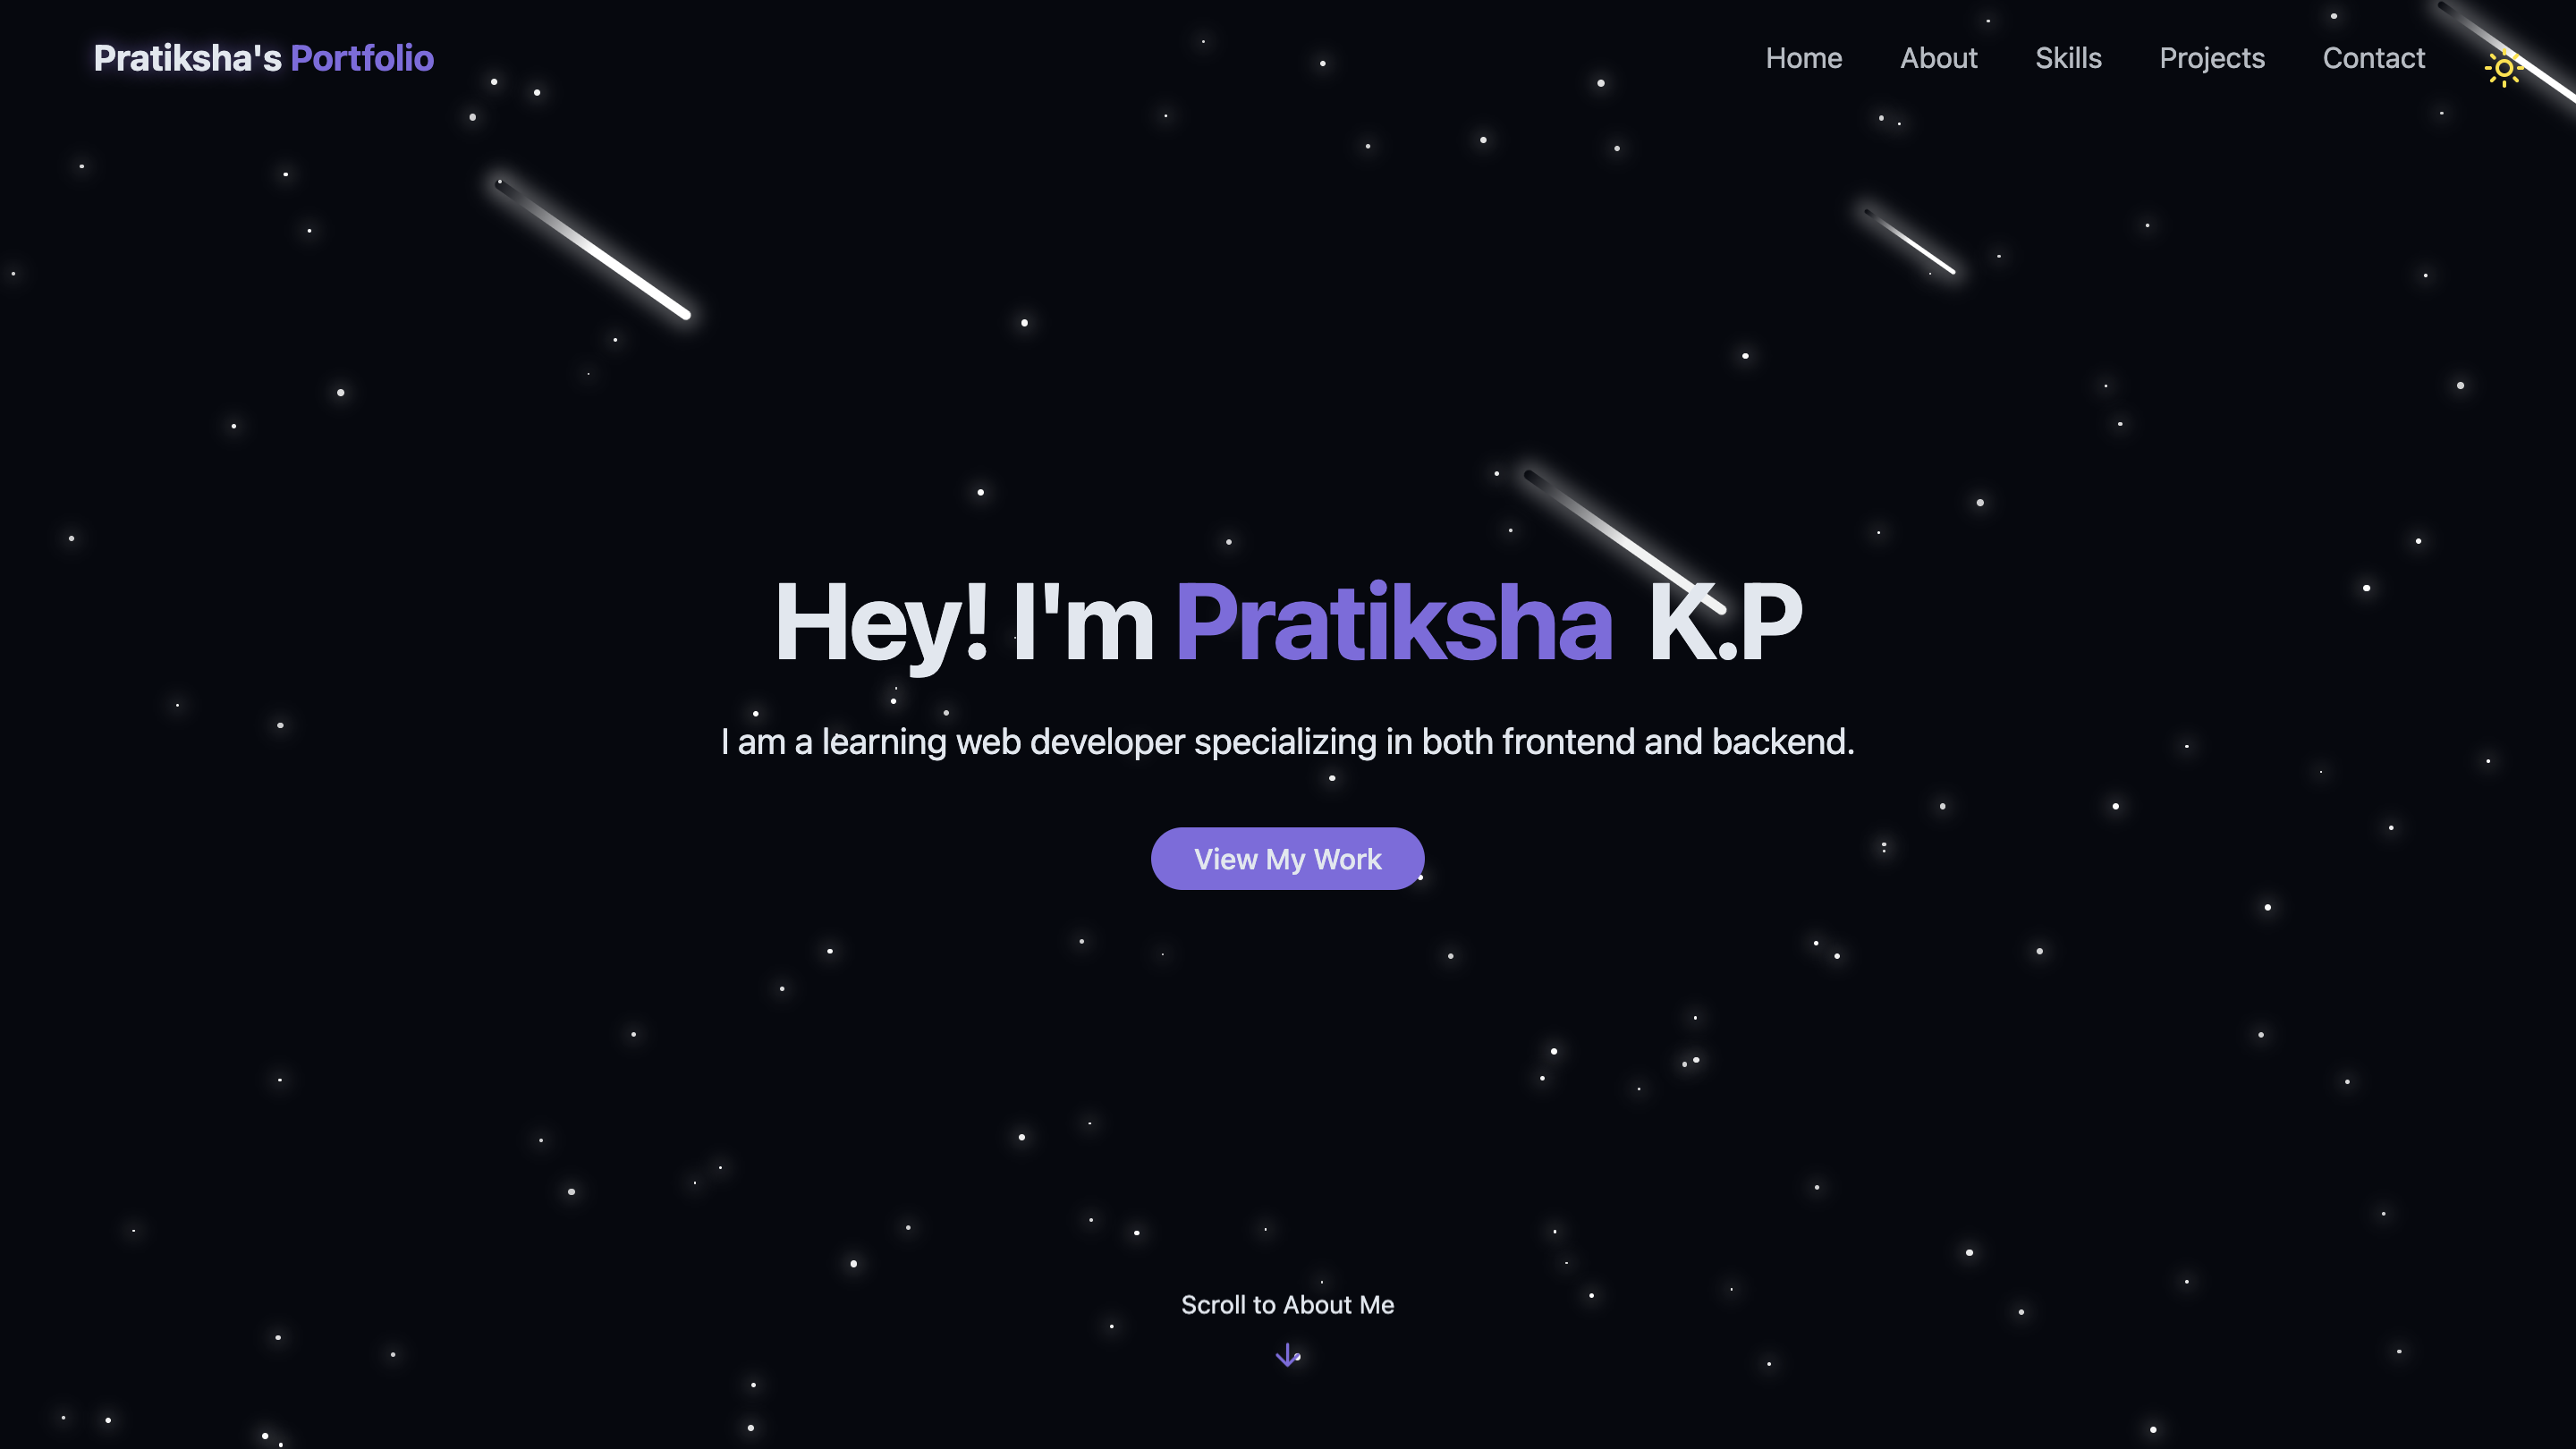 Pratiksha's Portfolio
Home About Skills Projects Contact
Hey! I'm Pratiksha K.P
I am a learning web developer specializing in both frontend and backend.
View My Work
Scroll to About Me